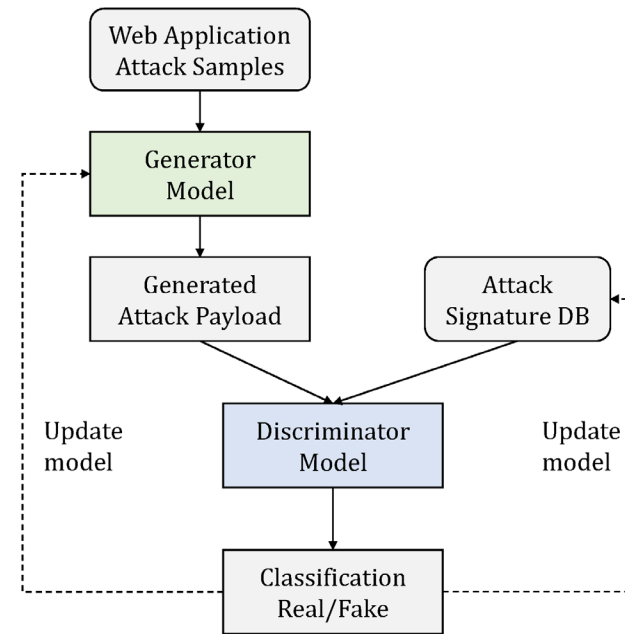 Web Application
Attack Samples
Generator
Model
Generated
Attack Payload
Attack
Signature DB
Discriminator
Model
Update
model
Update
model
Classification
Real/Fake